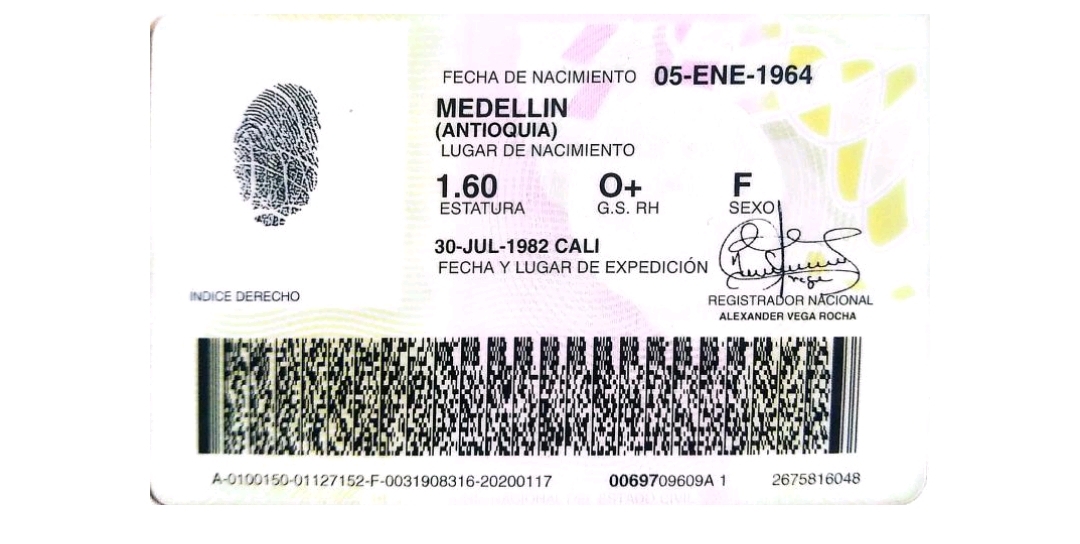 FECHA DE NACIMIENTO 05-ENE-1964
MEDELLIN
(ANTIOQUIA)
LUGAR DE NACIMIENTO
1.60 O+ F
ESTATURA G.S. RH SEXO
30-JUL-1982 CALI
FECHA Y LUGAR DE EXPEDICIÓN
INDICE DERECHO
REGISTRADOR NACIONAL
ALEXANDER VEGA ROCHA
A-0100150-01127152-F-0031908316-20200117 0069709609A 1 2675816048